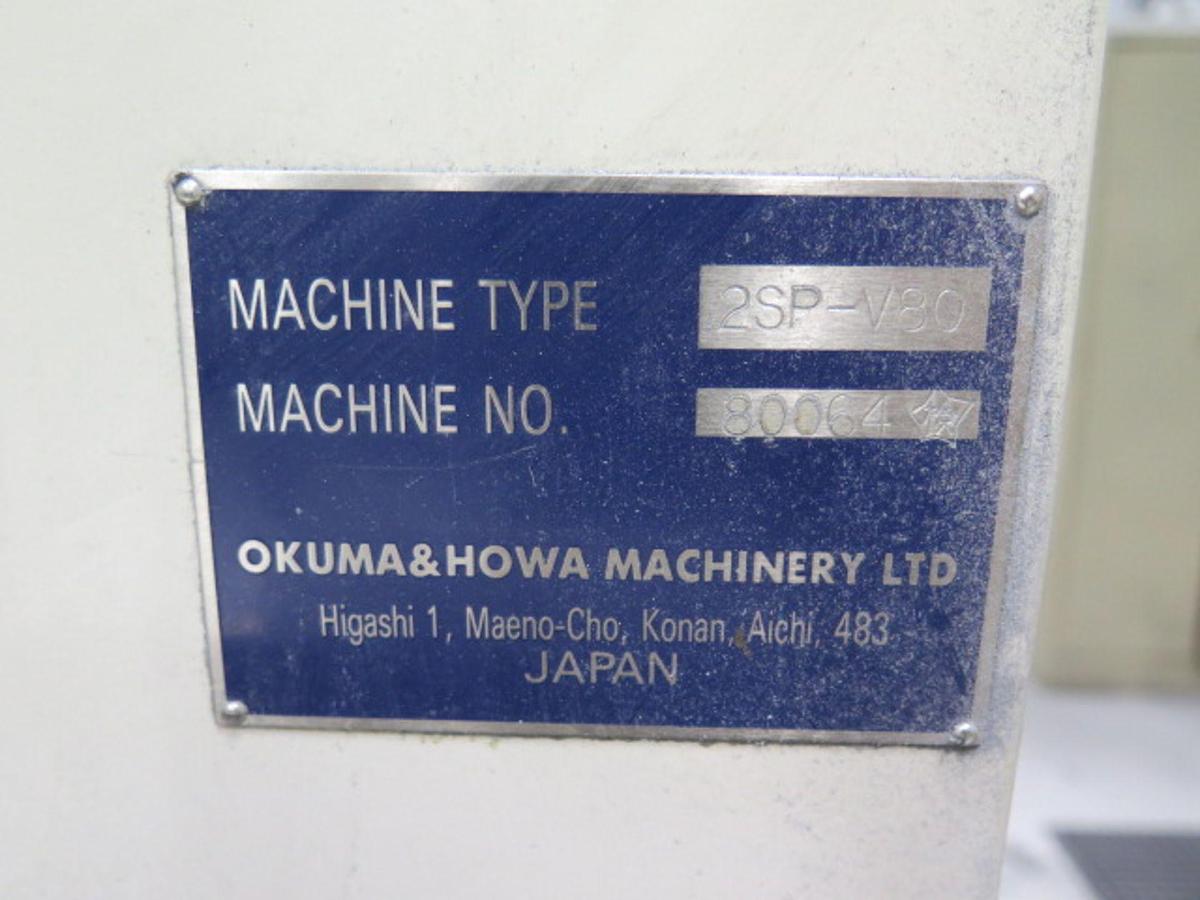 MACHINE TYPE 2SP-V80
MACHINE NO. 80064
OKUMA&HOWA MACHINERY LTD
Higashi 1, Maeno-Cho, Konan, Aichi, 483
JAPAN